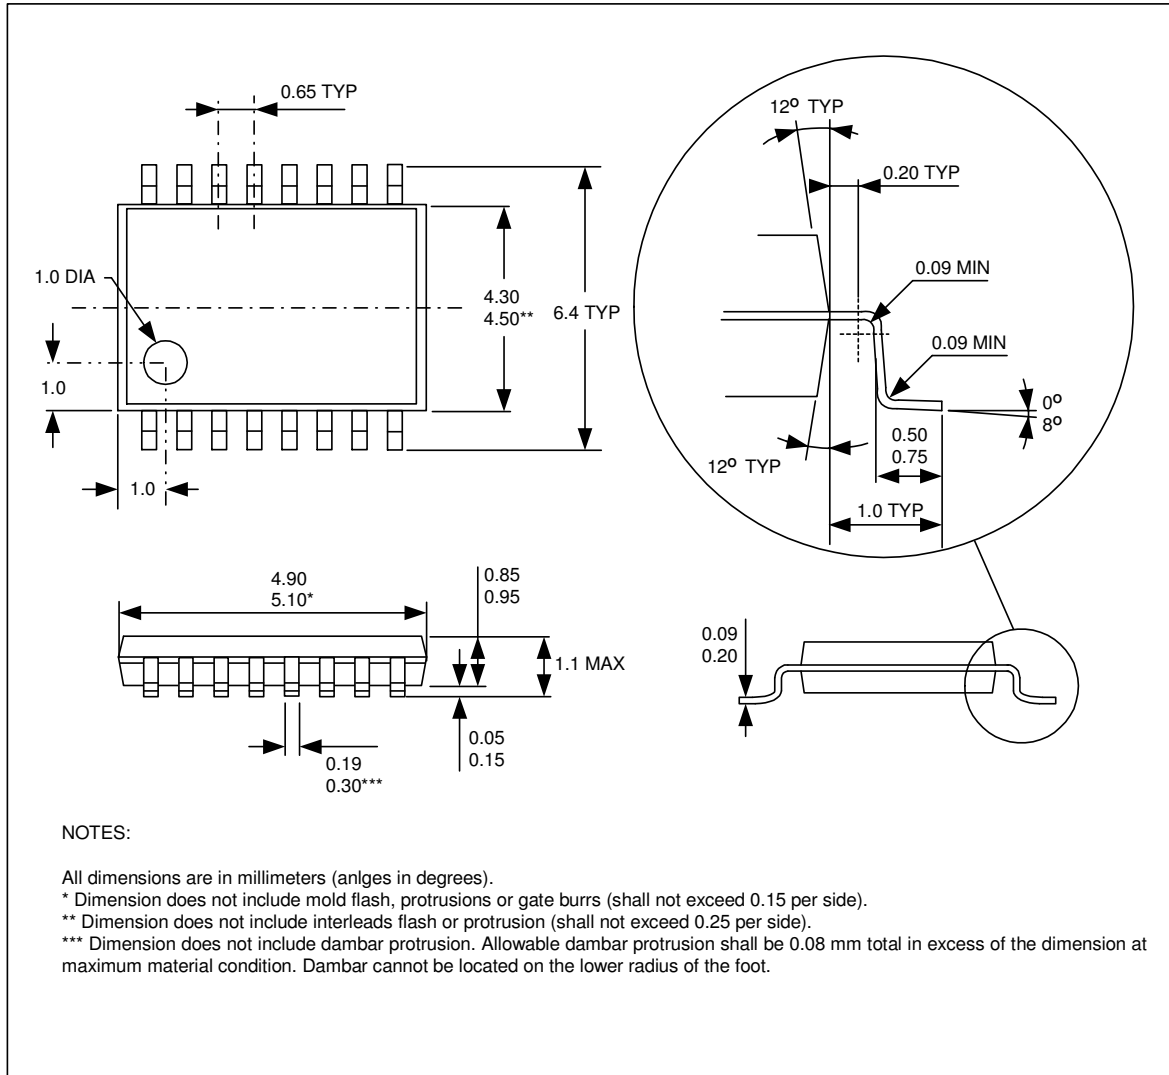 0.65 TYP
12º TYP
0.20 TYP
1.0 DIA
4.30
4.50**
6.4 TYP
0.09 MIN
0.09 MIN
1.0
0º
8º
0.50
0.75
12º TYP
1.0
1.0 TYP
4.90
5.10*
0.85
0.95
1.1 MAX
0.09
0.20
0.05
0.15
0.19
0.30***
NOTES:
All dimensions are in millimeters (anlges in degrees).
* Dimension does not include mold flash, protrusions or gate burrs (shall not exceed 0.15 per side).
** Dimension does not include interleads flash or protrusion (shall not exceed 0.25 per side).
*** Dimension does not include dambar protrusion. Allowable dambar protrusion shall be 0.08 mm total in excess of the dimension at
maximum material condition. Dambar cannot be located on the lower radius of the foot.